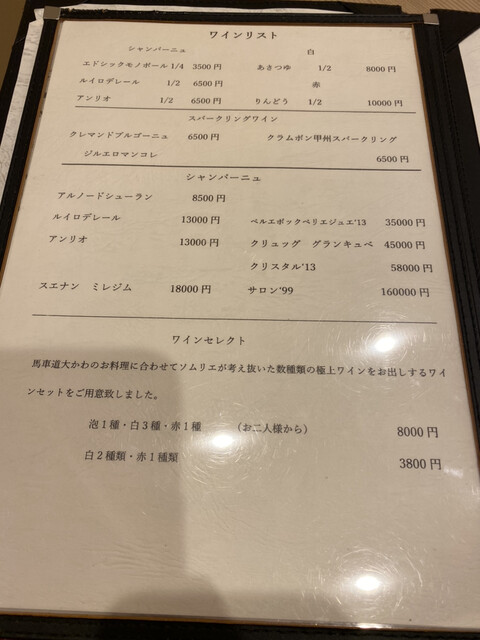 ワインリスト
シャンパーニュ 白
エドシックモノポール 1/4 3500 円 あきつゆ 1/2 8000 円
ルイロデレール 1/2 6500 円 赤
アンリオ 1/2 6500 円 りんどう 1/2 10000 円
スパークリングワイン
クレマンドブルゴーニュ 6500 円 クラムボン甲州スパークリング
ジルエロマンコレ 6500 円
シャンパーニュ
アルノードシューラン 8500 円
ルイロデレール 13000 円 ベルエポックペリエジュエ'13 35000 円
アンリオ 13000 円 クリュッグ グランキュベ 45000 円
クリスタル'13 58000 円
スエナン ミレジム 18000 円 サロン'99 160000 円
ワインセレクト
馬車道大かわのお料理に合わせてソムリエが考え抜いた数種類の極上ワインをお出しするワイ
ンセットをご用意致しました。
泡1種・白3種・赤1種 (お二人様から) 8000 円
白2種類・赤1種類 3800 円